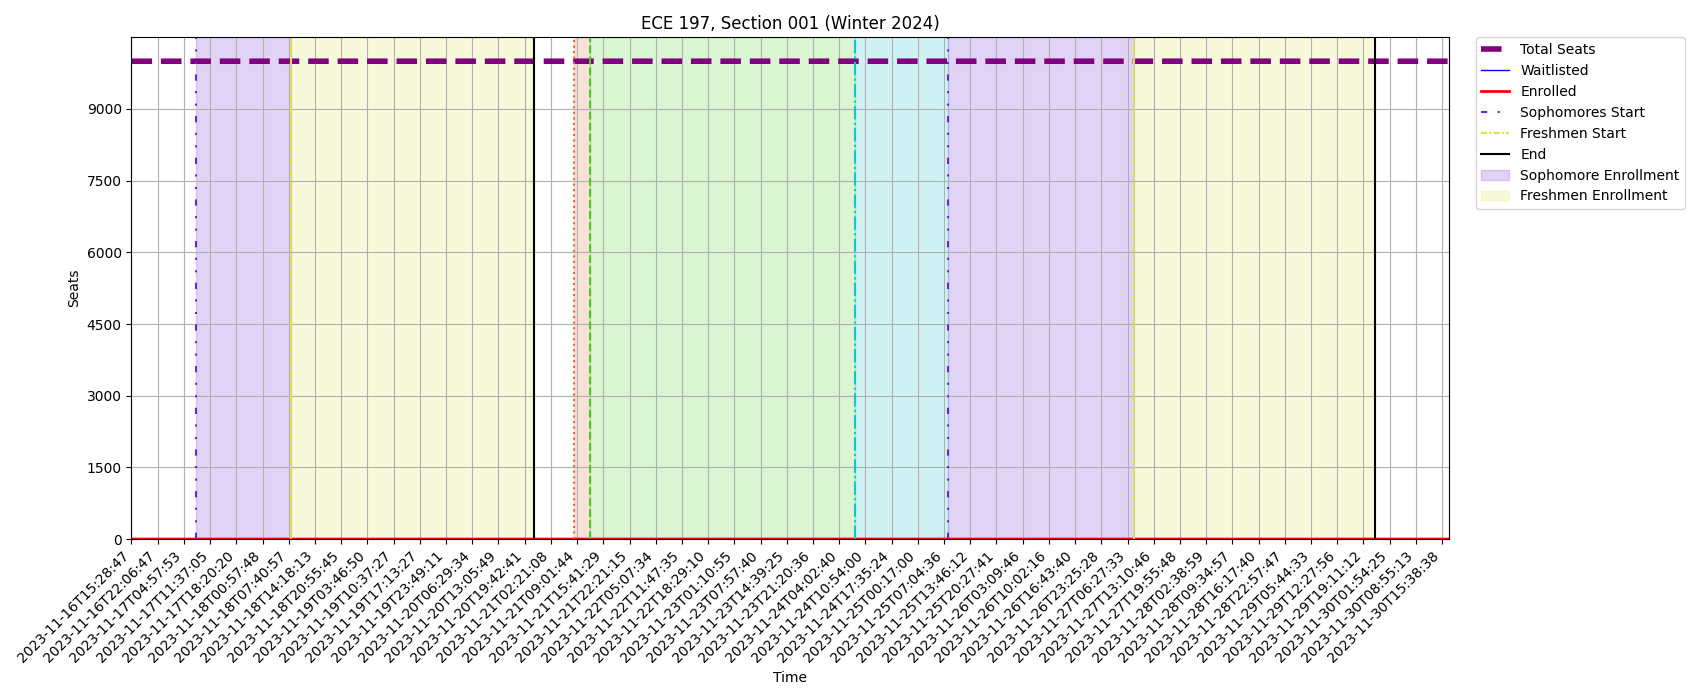 ECE 197, Section 001 (Winter 2024)
Total Seats
Waitlisted
Enrolled
Sophomores Start
Freshmen Start
End
Sophomore Enrollment
Freshmen Enrollment
Seats
9000
7500
6000
4500
3000
1500
0
2023-11-16T15:28:47
2023-11-16T22:06:47
2023-11-17T04:57:53
2023-11-17T11:37:05
2023-11-17T18:20:20
2023-11-18T00:57:48
2023-11-18T07:40:57
2023-11-18T14:18:13
2023-11-18T20:55:45
2023-11-19T03:46:50
2023-11-19T10:37:27
2023-11-19T17:13:27
2023-11-19T23:49:11
2023-11-20T06:29:34
2023-11-20T13:05:49
2023-11-20T19:42:41
2023-11-21T02:21:08
2023-11-21T09:01:44
2023-11-21T15:41:29
2023-11-21T22:21:15
2023-11-22T05:07:34
2023-11-22T11:47:35
2023-11-22T18:29:10
2023-11-23T01:10:55
2023-11-23T07:57:40
2023-11-23T14:39:25
2023-11-23T21:20:36
2023-11-24T04:02:40
2023-11-24T10:54:00
2023-11-24T17:35:24
2023-11-25T00:17:00
2023-11-25T07:04:36
2023-11-25T13:46:12
2023-11-25T20:27:41
2023-11-26T03:09:46
2023-11-26T10:02:16
2023-11-26T16:43:40
2023-11-26T23:25:28
2023-11-27T06:27:33
2023-11-27T13:10:46
2023-11-27T19:55:48
2023-11-28T02:38:59
2023-11-28T09:34:57
2023-11-28T16:17:40
2023-11-28T22:57:47
2023-11-29T05:44:33
2023-11-29T12:27:56
2023-11-29T19:11:12
2023-11-30T01:54:25
2023-11-30T08:55:13
2023-11-30T15:38:38
Time